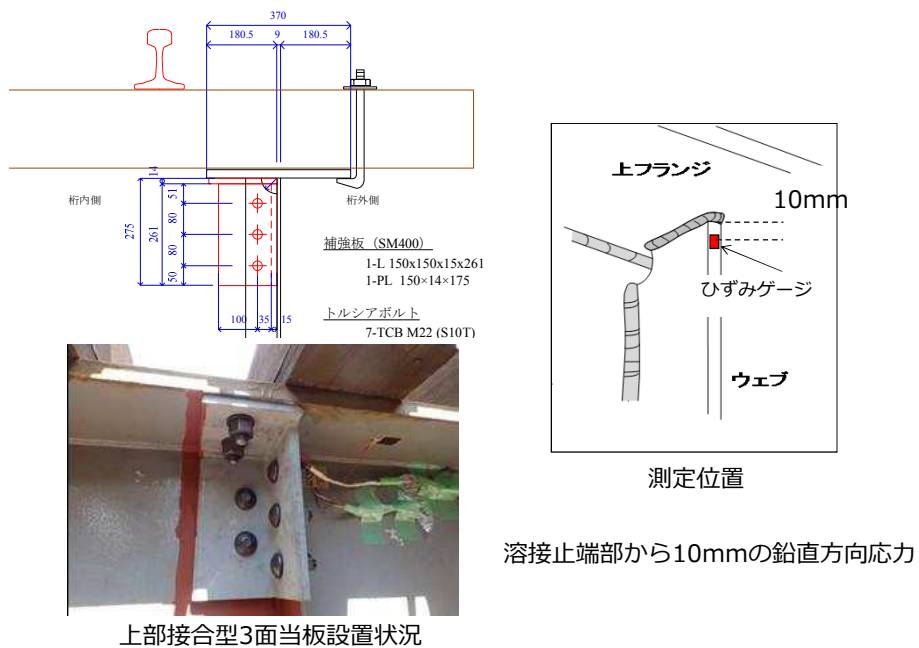 370
180.5
9
180.5
14
桁内側
桁外側
275
261
51
80
80
50
補強板（SM400）
1-L 150x150x15x261
1-PL 150×14×175
100
35
15
トルシアボルト
7-TCB M22 (S10T)
上部接合型3面当板設置状況
上フランジ
10mm
ひずみゲージ
ウェブ
測定位置
溶接止端部から10mmの鉛直方向応力